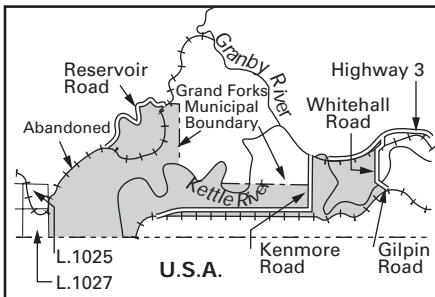 Granby River
Reservoir
Road
Highway 3
Grand Forks
Municipal
Boundary
Whitehall
Road
Abandoned
Kettle River
L.1025
L.1027
U.S.A.
Kenmore
Road
Gilpin
Road